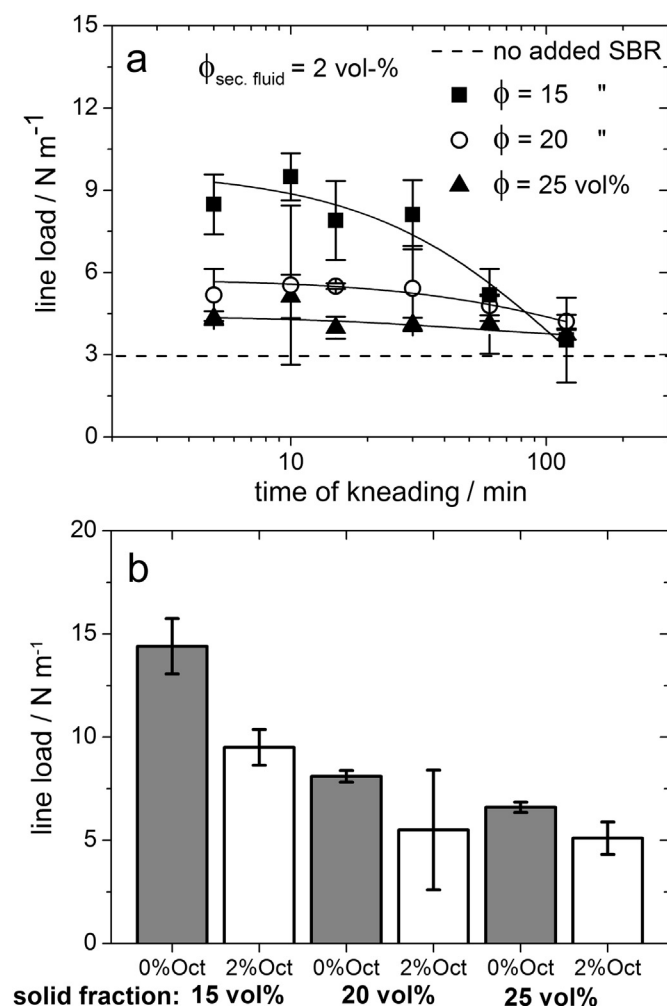 15
a
ϕsec. fluid = 2 vol-%
no added SBR
ϕ = 15 "
ϕ = 20 "
ϕ = 25 vol%
12
9
6
3
0
line load / N m-1
10
100
time of kneading / min
20
b
15
10
5
0
line load / N m-1
0%Oct 2%Oct 0%Oct 2%Oct 0%Oct 2%Oct
solid fraction: 15 vol% 20 vol% 25 vol%